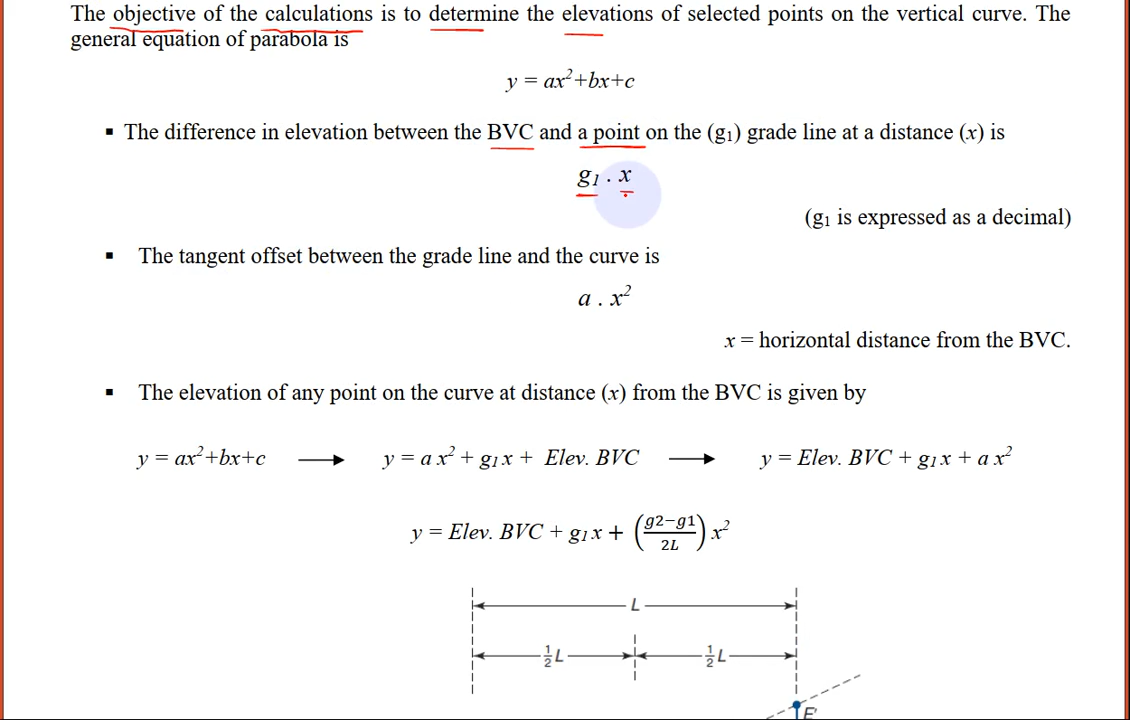 The objective of the calculations is to determine the elevations of selected points on the vertical curve. The
general equation of parabola is
y = ax²+bx+c
▪ The difference in elevation between the BVC and a point on the (g₁) grade line at a distance (x) is
g₁ . x
(g₁ is expressed as a decimal)
▪ The tangent offset between the grade line and the curve is
a . x²
x = horizontal distance from the BVC.
▪ The elevation of any point on the curve at distance (x) from the BVC is given by
y = ax²+bx+c → y = a x² + g₁x + Elev. BVC → y = Elev. BVC + g₁x + a x²
y = Elev. BVC + g₁x + (g2−g1/2L) x²
L
½L ½L
E'